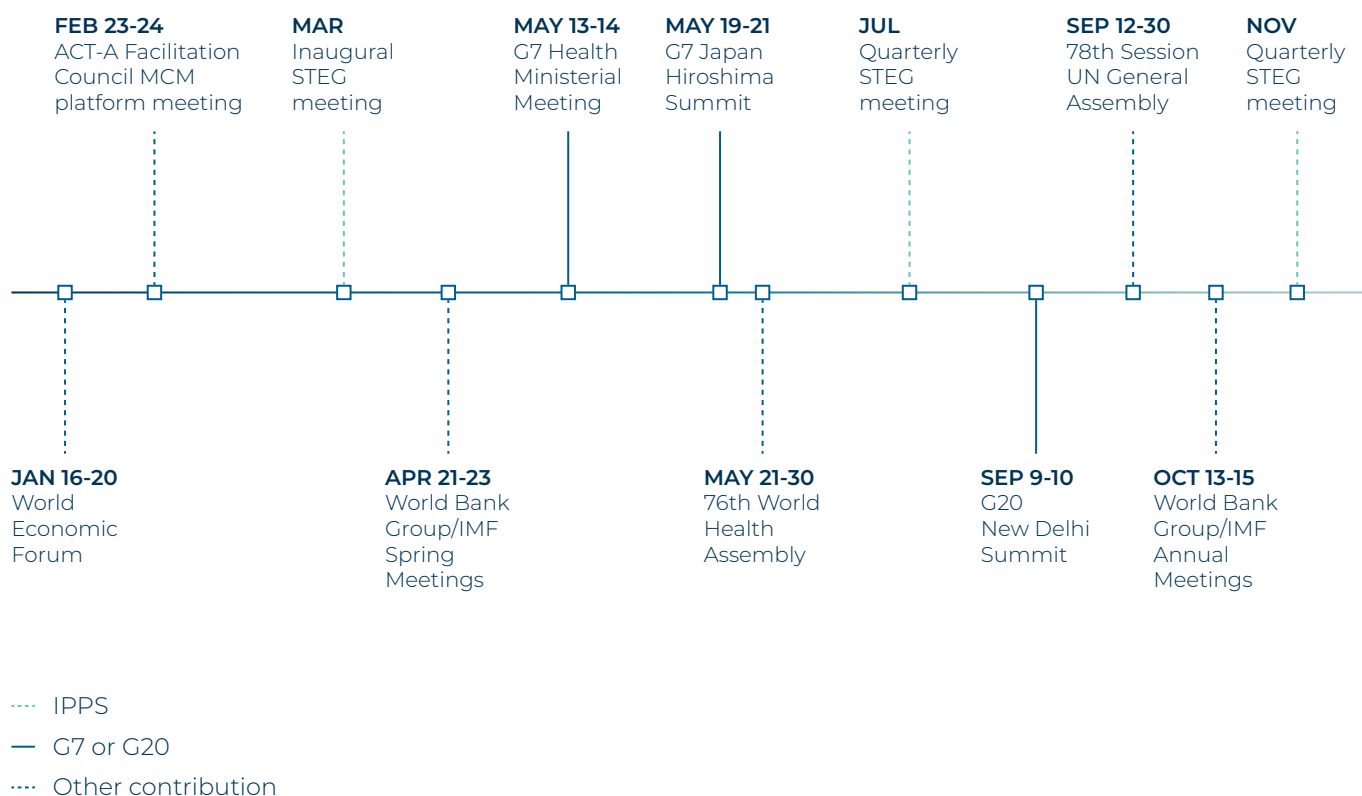 FEB 23-24
ACT-A Facilitation
Council MCM
platform meeting
MAR
Inaugural
STEG
meeting
MAY 13-14
G7 Health
Ministerial
Meeting
MAY 19-21
G7 Japan
Hiroshima
Summit
JUL
Quarterly
STEG
meeting
SEP 12-30
78th Session
UN General
Assembly
NOV
Quarterly
STEG
meeting
JAN 16-20
World
Economic
Forum
APR 21-23
World Bank
Group/IMF
Spring
Meetings
MAY 21-30
76th World
Health
Assembly
SEP 9-10
G20
New Delhi
Summit
OCT 13-15
World Bank
Group/IMF
Annual
Meetings
IPPS
G7 or G20
Other contribution